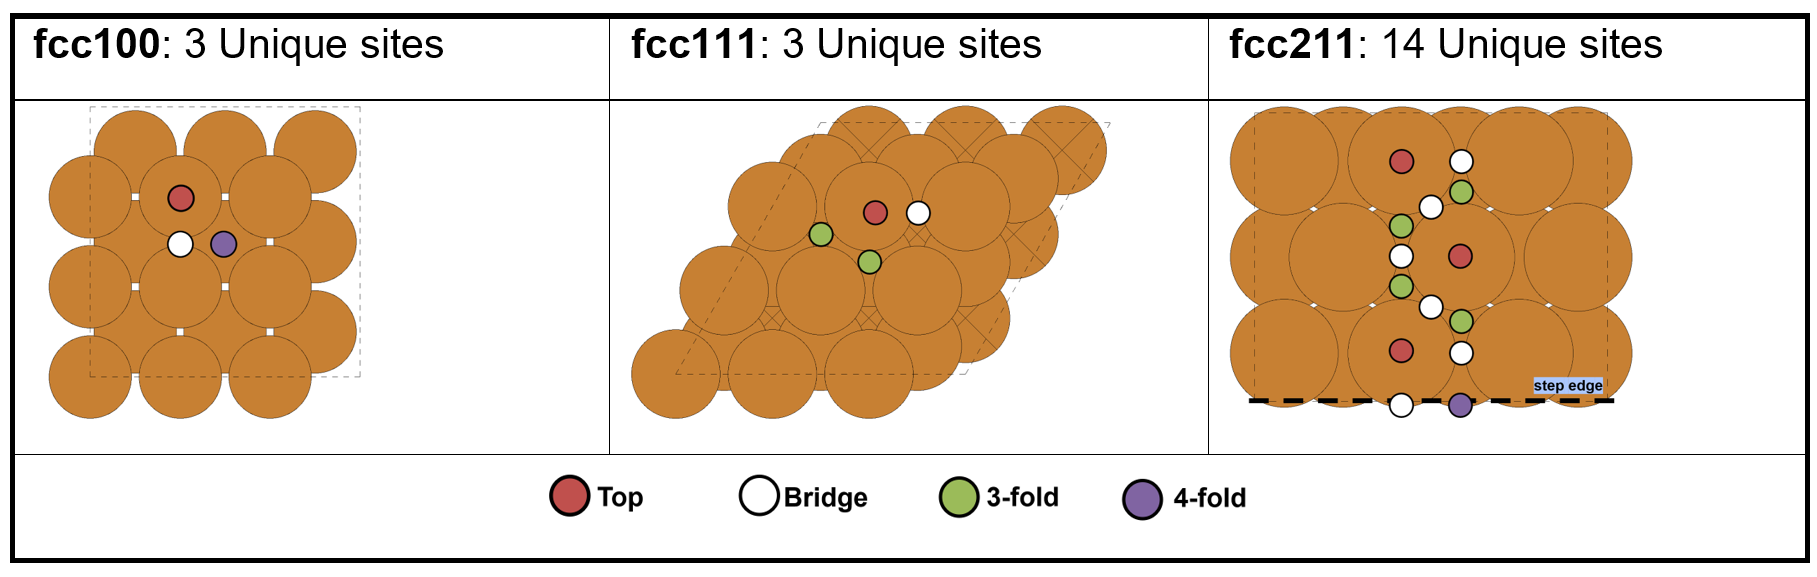 fcc100: 3 Unique sites
fcc111: 3 Unique sites
fcc211: 14 Unique sites
step edge
Top
Bridge
3-fold
4-fold